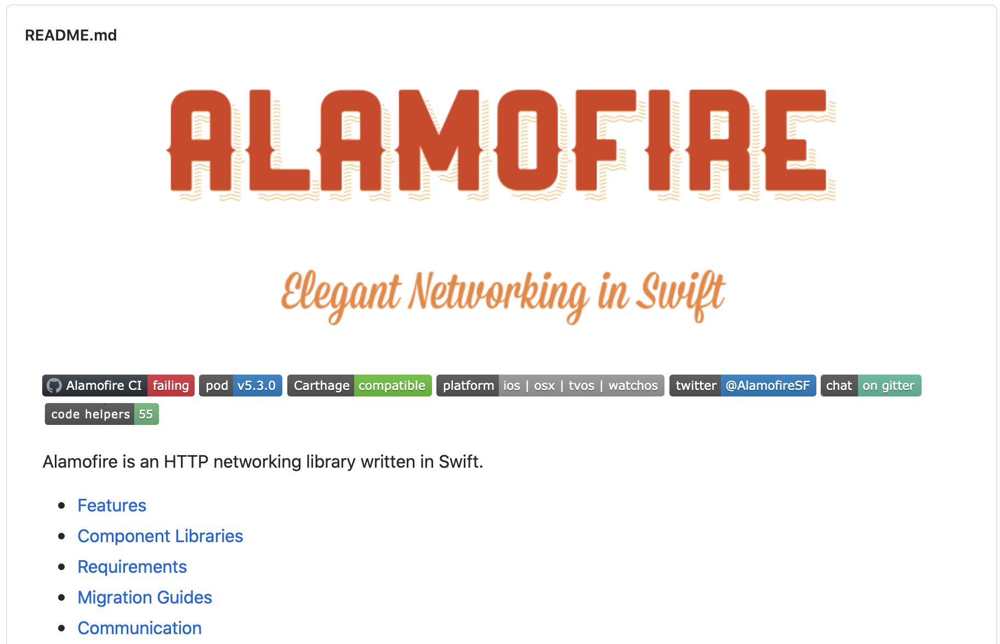 README.md
ALAMOFIRE
Elegant Networking in Swift
Alamofire CI failing pod v5.3.0 Carthage compatible platform ios | osx | tvos | watchos twitter @AlamofireSF chat on gitter
code helpers 55
Alamofire is an HTTP networking library written in Swift.
Features
Component Libraries
Requirements
Migration Guides
Communication